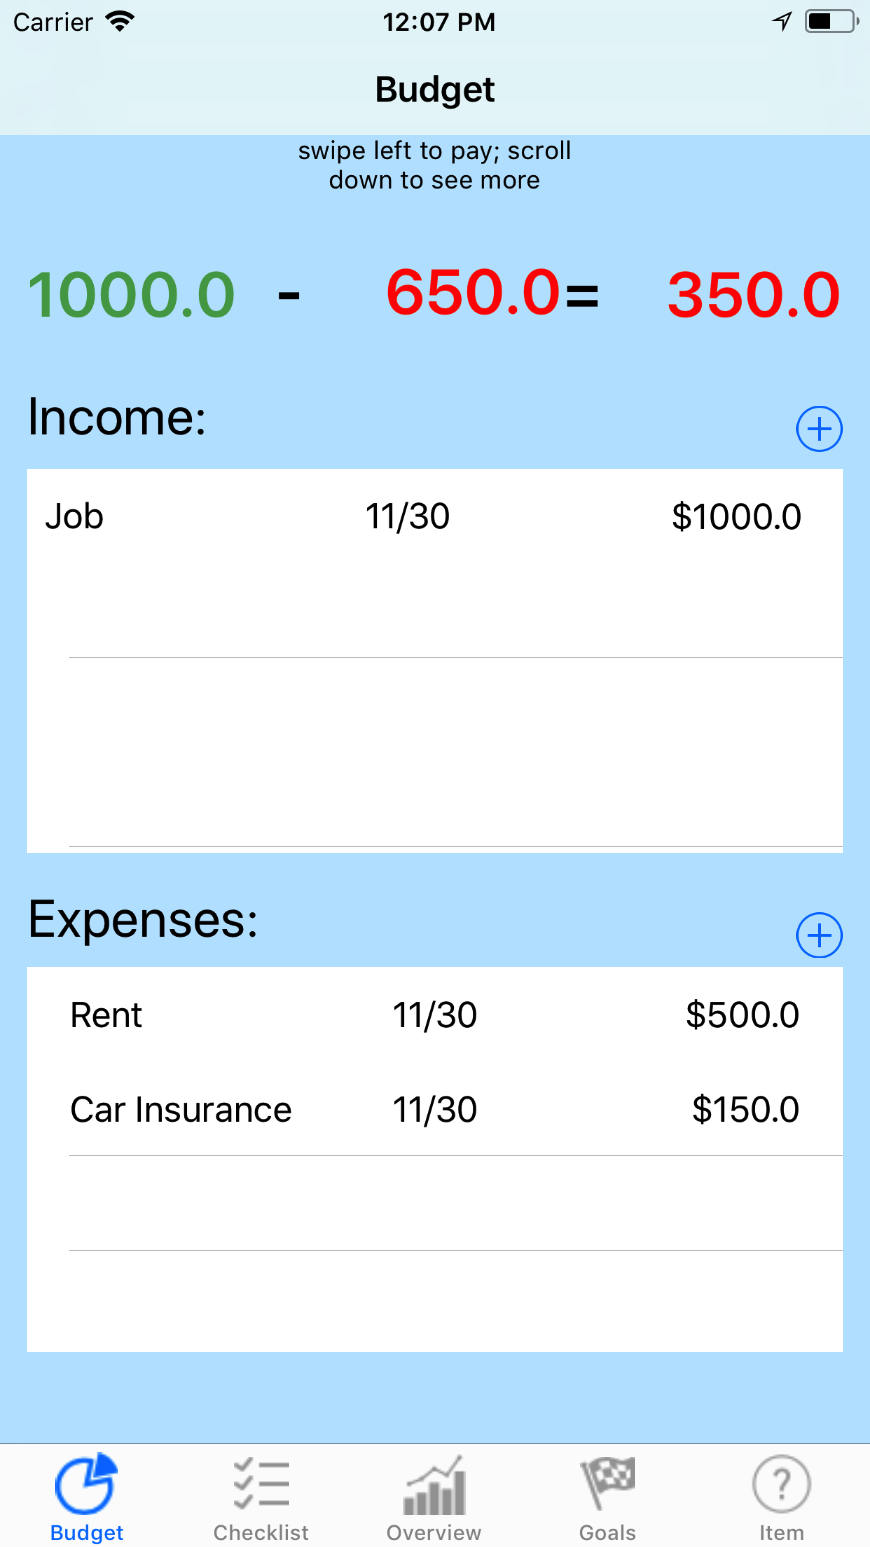 Carrier 12:07 PM
Budget
swipe left to pay; scroll
down to see more
1000.0 - 650.0= 350.0
Income:
Job 11/30 $1000.0
Expenses:
Rent 11/30 $500.0
Car Insurance 11/30 $150.0
Budget Checklist Overview Goals ? Item